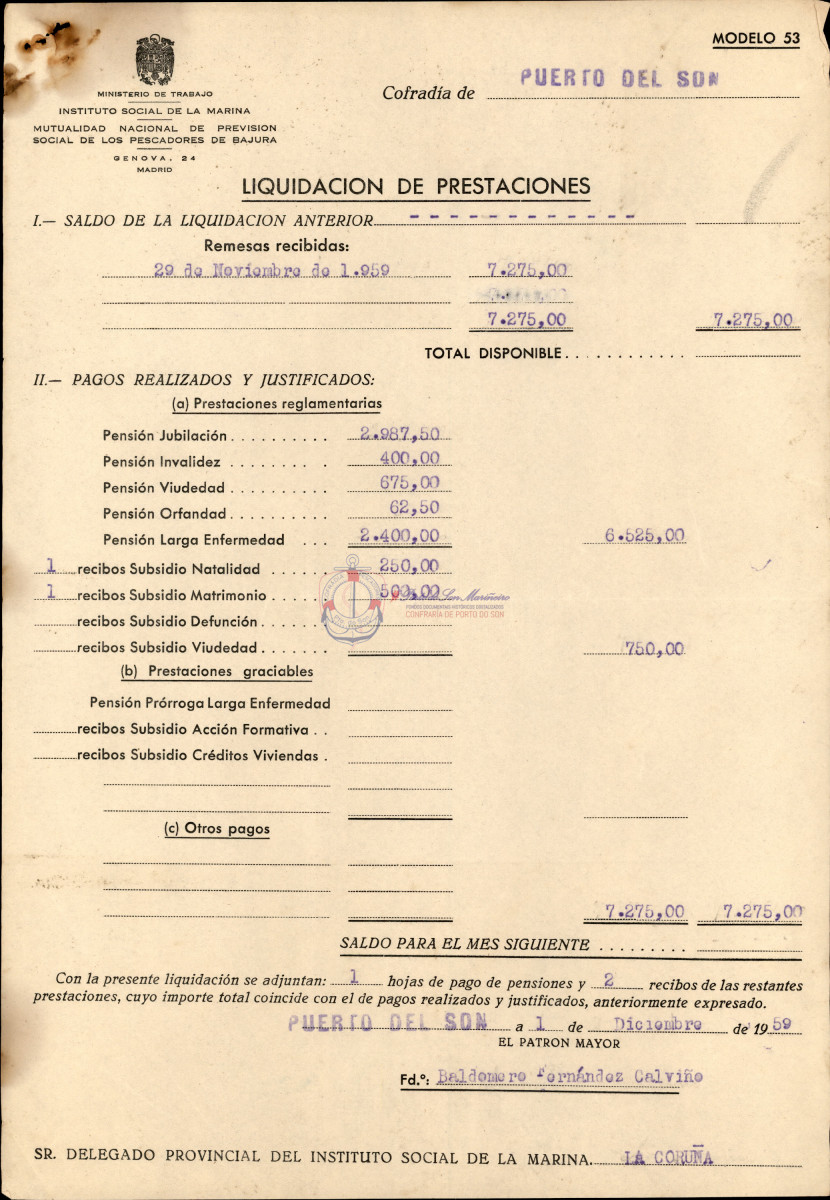 MODELO 53
MINISTERIO DE TRABAJO
INSTITUTO SOCIAL DE LA MARINA
MUTUALIDAD NACIONAL DE PREVISION
SOCIAL DE LOS PESCADORES DE BAJURA
GENOVA, 24
MADRID
Cofradía de PUERTO DEL SON
LIQUIDACION DE PRESTACIONES
I.— SALDO DE LA LIQUIDACION ANTERIOR - - - - - - - - - - - -
Remesas recibidas:
29 de Noviembre de 1.959 7.275,00
7.275,00 7.275,00
TOTAL DISPONIBLE
II.— PAGOS REALIZADOS Y JUSTIFICADOS:
(a) Prestaciones reglamentarias
Pensión Jubilación 2.987,50
Pensión Invalidez 400,00
Pensión Viudedad 675,00
Pensión Orfandad 62,50
Pensión Larga Enfermedad 2.400,00 6.525,00
1 recibos Subsidio Natalidad 250,00
1 recibos Subsidio Matrimonio 500,00
recibos Subsidio Defunción
recibos Subsidio Viudedad 750,00
(b) Prestaciones graciables
Pensión Prórroga Larga Enfermedad
recibos Subsidio Acción Formativa
recibos Subsidio Créditos Viviendas
(c) Otros pagos
7.275,00 7.275,00
SALDO PARA EL MES SIGUIENTE
Con la presente liquidación se adjuntan: 1 hojas de pago de pensiones y 2 recibos de las restantes
prestaciones, cuyo importe total coincide con el de pagos realizados y justificados, anteriormente expresado.
PUERTO DEL SON a 1 de Diciembre de 1959
EL PATRON MAYOR
Fd.º: Baldomero Fernández Calviño
SR. DELEGADO PROVINCIAL DEL INSTITUTO SOCIAL DE LA MARINA. LA CORUÑA
CONFRARÍA DE PORTO DO SON